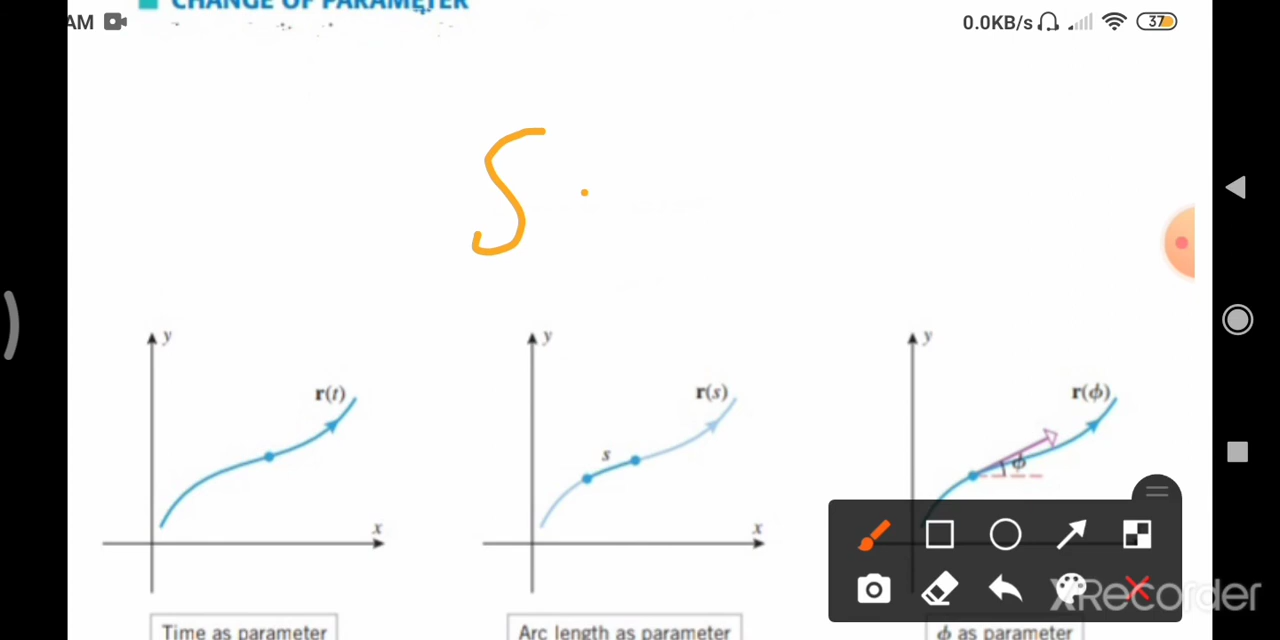 CHANGE OF PARAMETER
AM 0.0KB/s 37
S
y y y
r(t) r(s) r(ϕ)
s ϕ
x x
XRecorder
Time as parameter Arc length as parameter ϕ as parameter